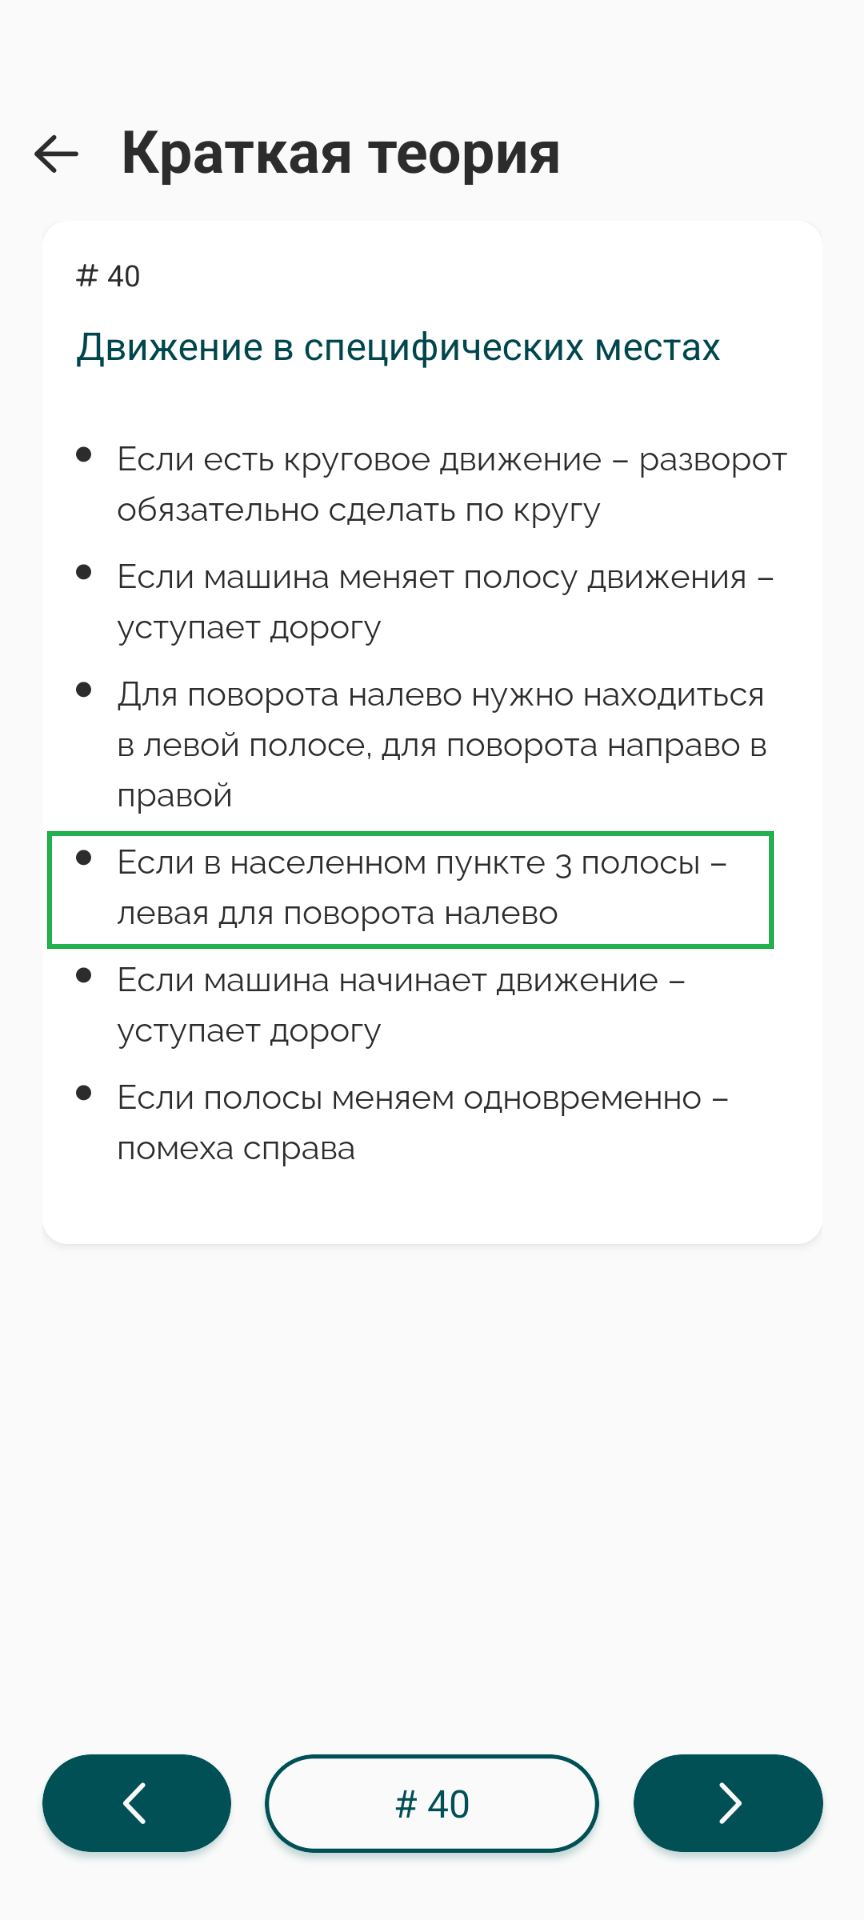 Краткая теория
# 40
Движение в специфических местах
Если есть круговое движение – разворот
обязательно сделать по кругу
Если машина меняет полосу движения –
уступает дорогу
Для поворота налево нужно находиться
в левой полосе, для поворота направо в
правой
Если в населенном пункте 3 полосы –
левая для поворота налево
Если машина начинает движение –
уступает дорогу
Если полосы меняем одновременно –
помеха справа
# 40